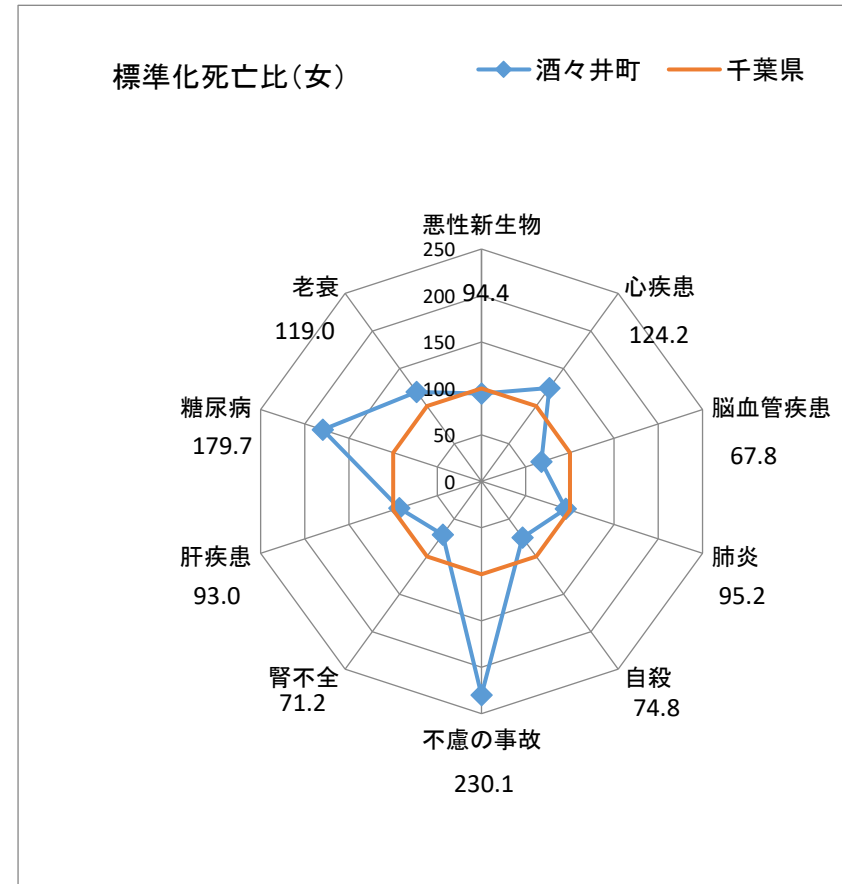 標準化死亡比（女）
酒々井町
千葉県
悪性新生物
94.4
心疾患
124.2
脳血管疾患
67.8
肺炎
95.2
自殺
74.8
不慮の事故
230.1
腎不全
71.2
肝疾患
93.0
糖尿病
179.7
老衰
119.0
250
200
150
100
50
0